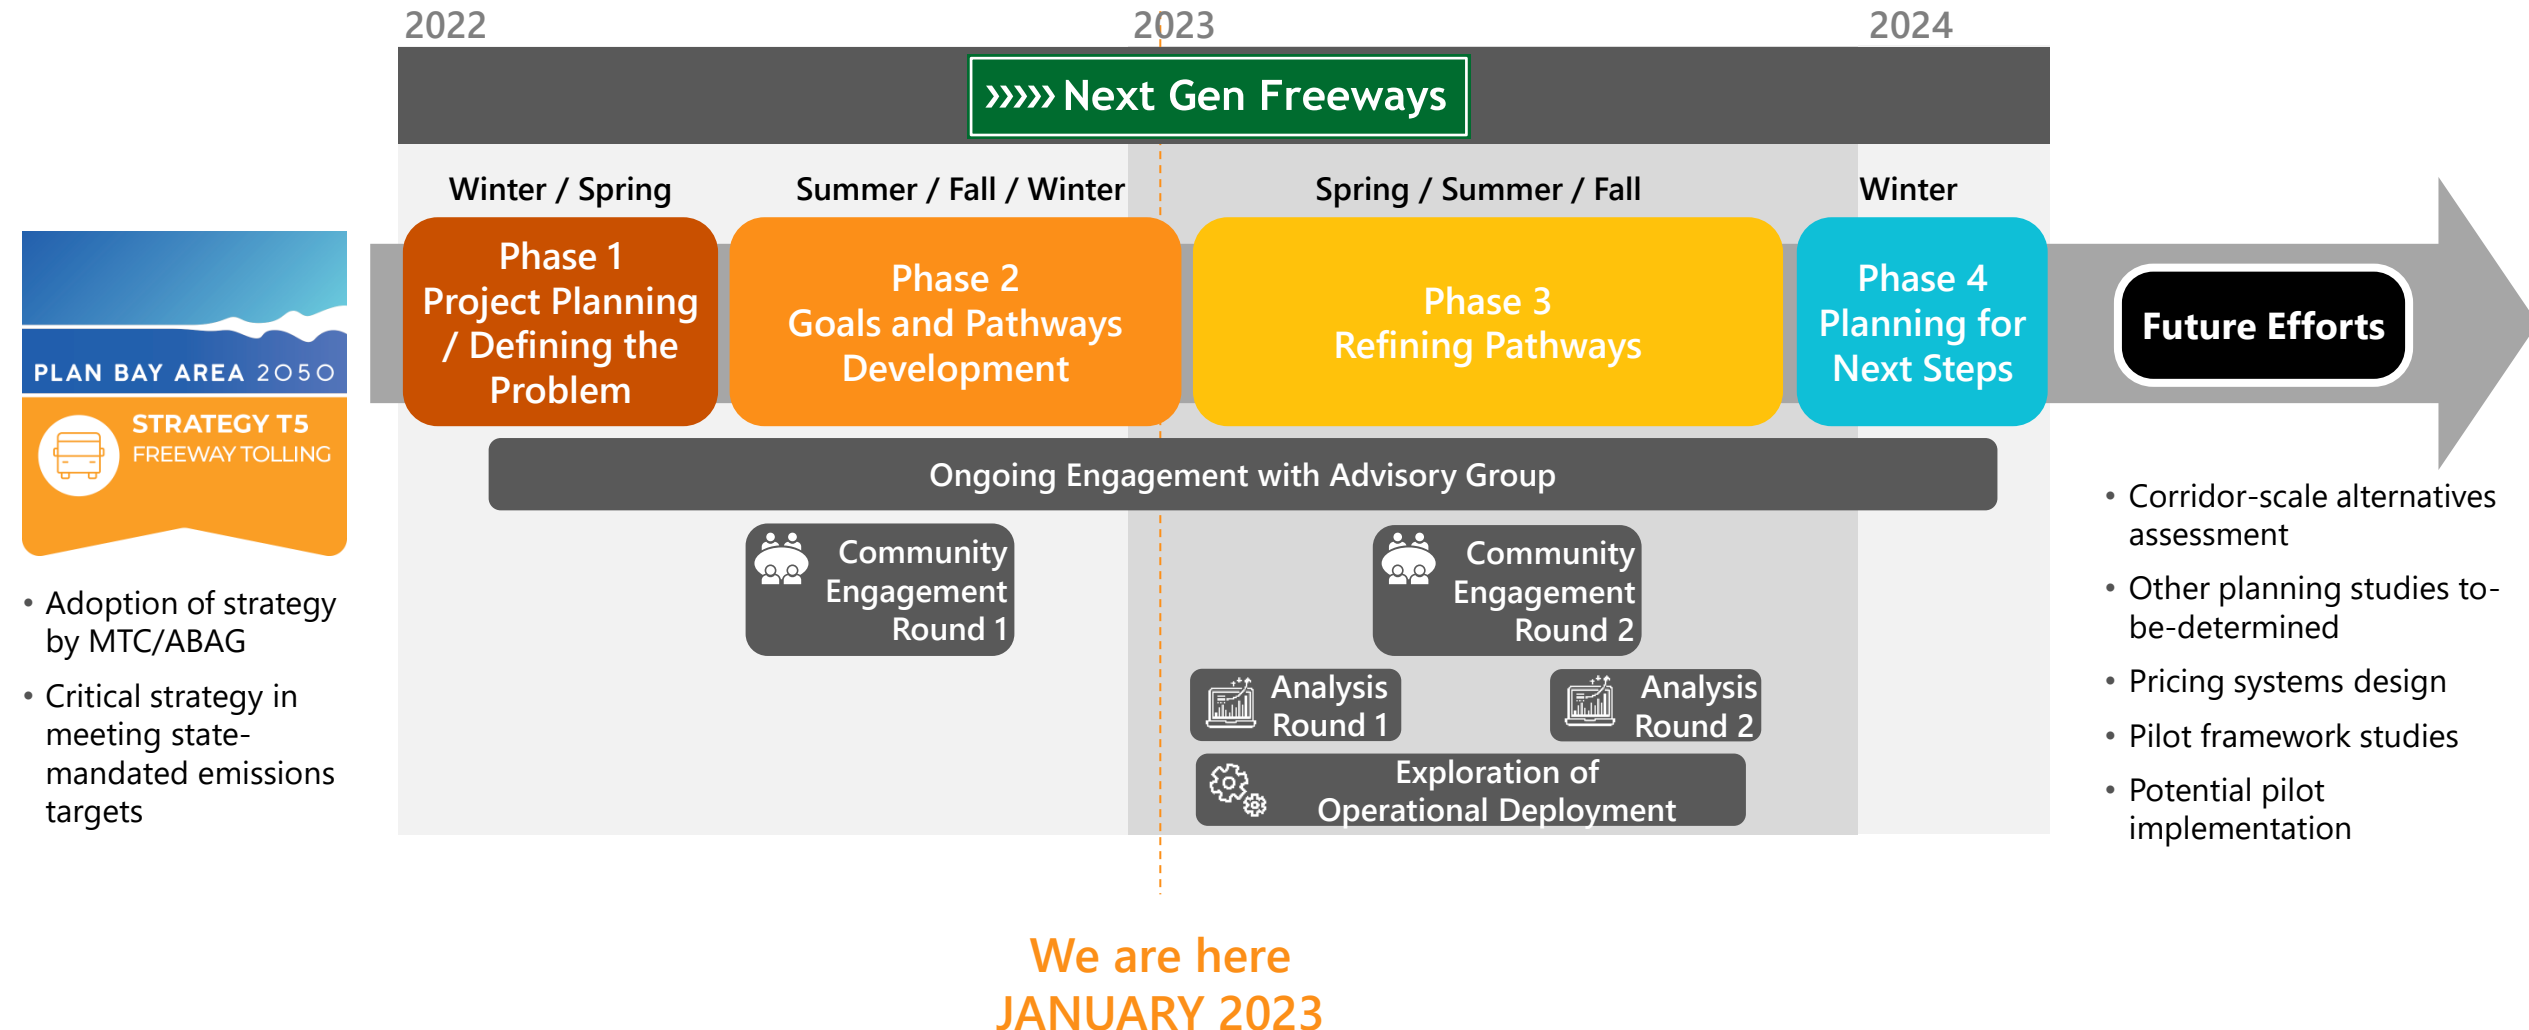 2022
2023
2024
››››› Next Gen Freeways
Winter / Spring
Summer / Fall / Winter
Spring / Summer / Fall
Winter
PLAN BAY AREA 2050
STRATEGY T5
FREEWAY TOLLING
• Adoption of strategy
by MTC/ABAG
• Critical strategy in
meeting state-
mandated emissions
targets
Phase 1
Project Planning
/ Defining the
Problem
Phase 2
Goals and Pathways
Development
Phase 3
Refining Pathways
Phase 4
Planning for
Next Steps
Future Efforts
Ongoing Engagement with Advisory Group
Community
Engagement
Round 1
Community
Engagement
Round 2
Analysis
Round 1
Analysis
Round 2
Exploration of
Operational Deployment
• Corridor-scale alternatives
assessment
• Other planning studies to-
be-determined
• Pricing systems design
• Pilot framework studies
• Potential pilot
implementation
We are here
JANUARY 2023